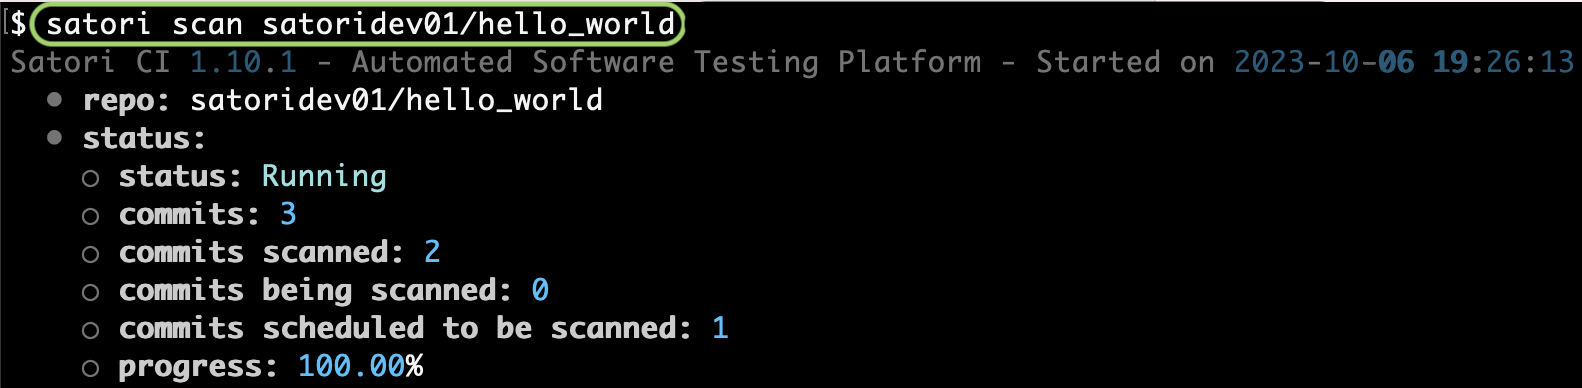 $ satori scan satoridev01/hello_world
Satori CI 1.10.1 - Automated Software Testing Platform - Started on 2023-10-06 19:26:13
● repo: satoridev01/hello_world
● status:
○ status: Running
○ commits: 3
○ commits scanned: 2
○ commits being scanned: 0
○ commits scheduled to be scanned: 1
○ progress: 100.00%